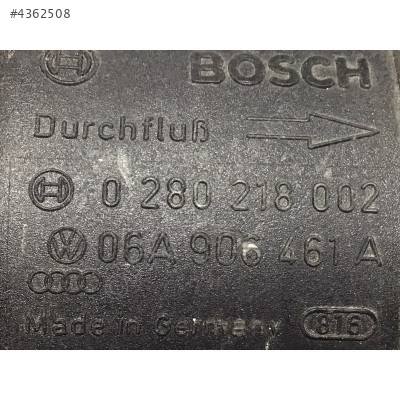 #4362508
BOSCH
Durchfluß
0 280 218 002
06A 906 461 A
Made in Germany 816